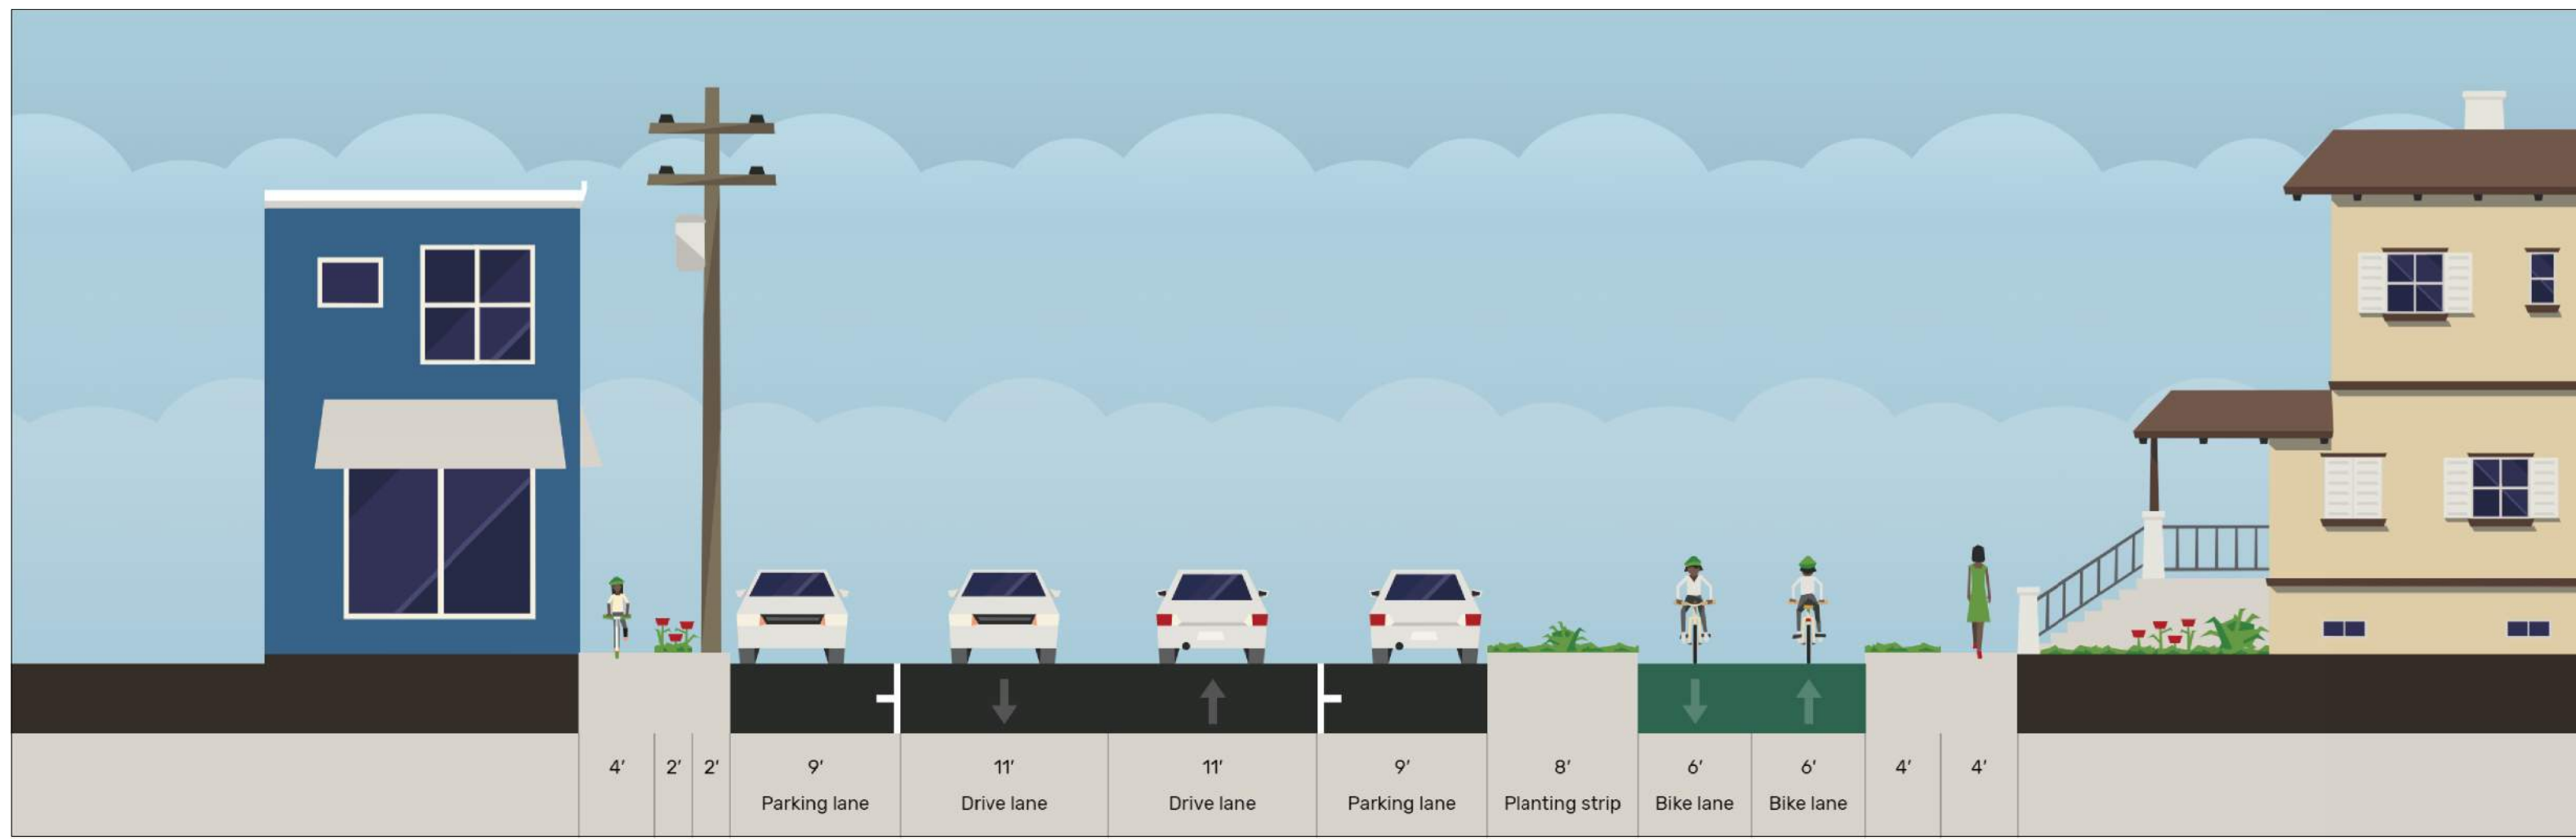 4′ 2′ 2′ 9′ 11′ 11′ 9′ 8′ 6′ 6′ 4′ 4′
Parking lane Drive lane Drive lane Parking lane Planting strip Bike lane Bike lane